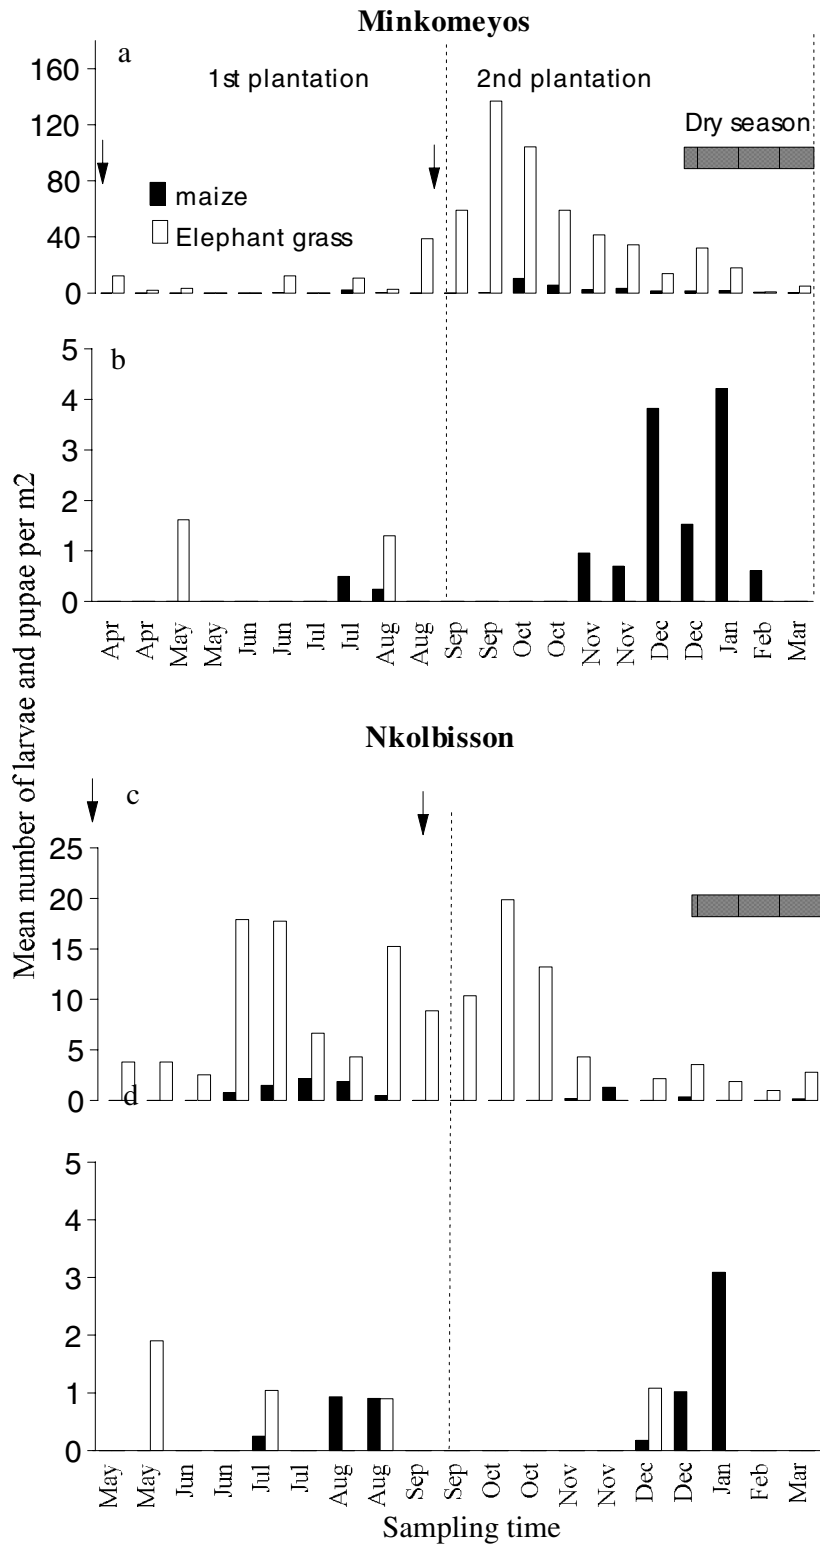 Minkomeyos
a
160
120
80
40
0
1st plantation
2nd plantation
Dry season
maize
Elephant grass
b
5
4
3
2
1
0
Apr Apr May May Jun Jun Jul Jul Aug Aug Sep Sep Oct Oct Nov Nov Dec Dec Jan Feb Mar
Mean number of larvae and pupae per m2
Nkolbisson
c
25
20
15
10
5
0
d
5
4
3
2
1
0
May May Jun Jun Jul Jul Aug Aug Sep Sep Oct Oct Nov Nov Dec Dec Jan Feb Mar
Sampling time